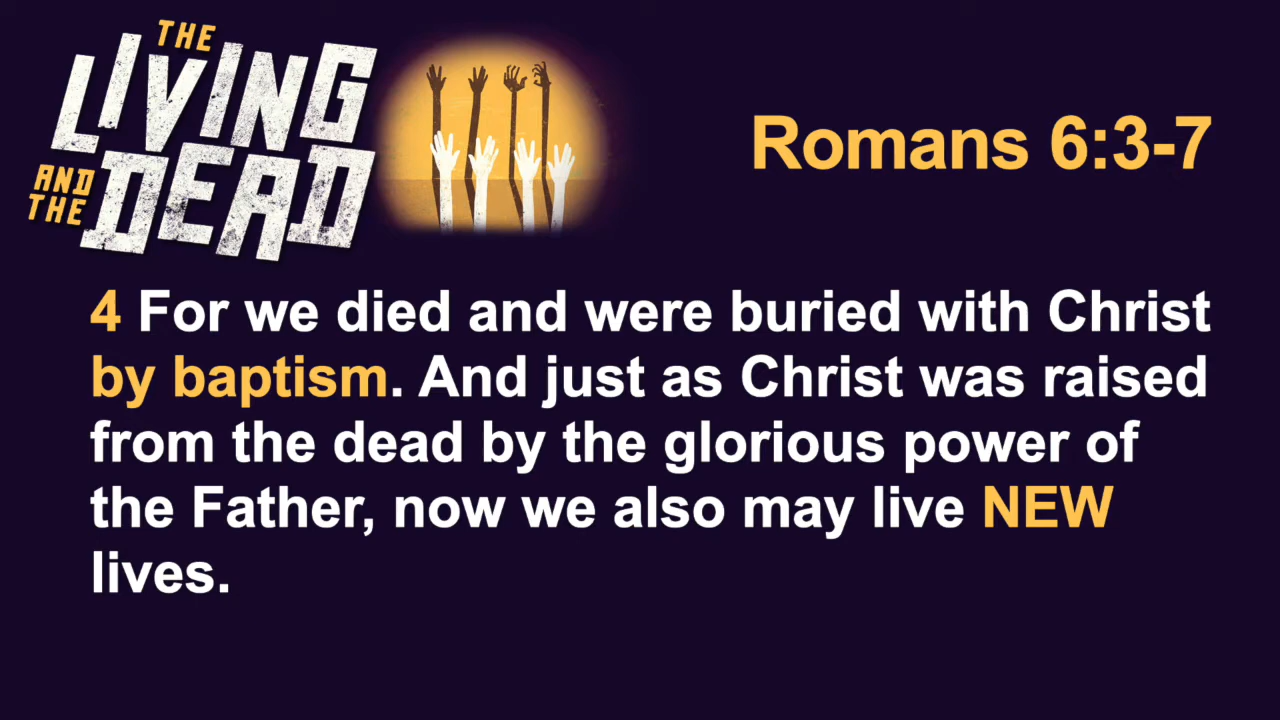 THE
LIVING
AND THE
DEAD
Romans 6:3-7
4 For we died and were buried with Christ
by baptism. And just as Christ was raised
from the dead by the glorious power of
the Father, now we also may live NEW
lives.